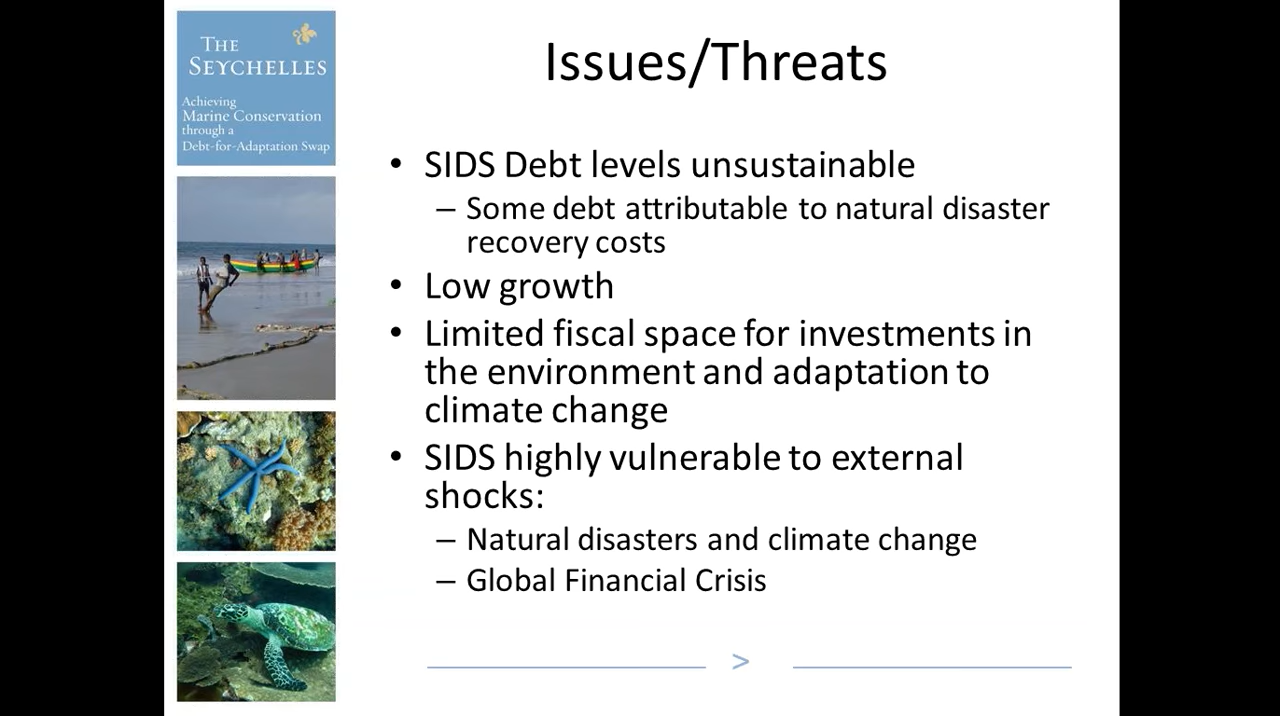 THE
SEYCHELLES
Achieving
Marine Conservation
through a
Debt-for-Adaptation Swap
Issues/Threats
• SIDS Debt levels unsustainable
– Some debt attributable to natural disaster
recovery costs
• Low growth
• Limited fiscal space for investments in
the environment and adaptation to
climate change
• SIDS highly vulnerable to external
shocks:
– Natural disasters and climate change
– Global Financial Crisis
>